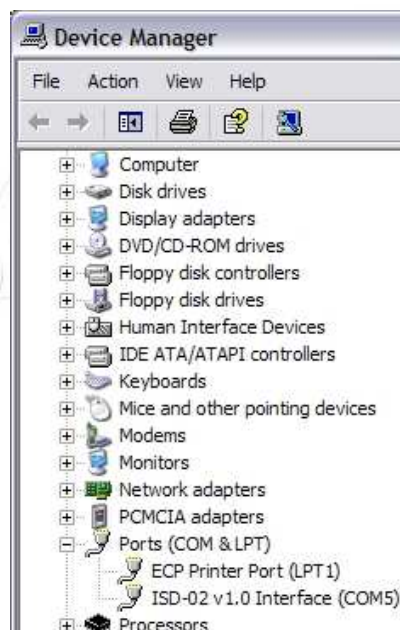 Device Manager
File Action View Help
Computer
Disk drives
Display adapters
DVD/CD-ROM drives
Floppy disk controllers
Floppy disk drives
Human Interface Devices
IDE ATA/ATAPI controllers
Keyboards
Mice and other pointing devices
Modems
Monitors
Network adapters
PCMCIA adapters
Ports (COM & LPT)
ECP Printer Port (LPT1)
ISD-02 v1.0 Interface (COM5)
Processors